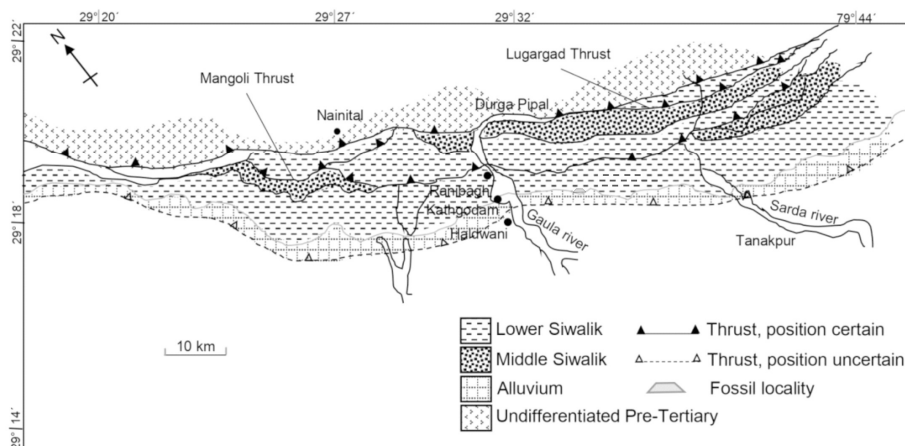 29° 20´ 29° 27´ 29° 32´ 79° 44´
29° 22´
N
Lugargad Thrust
Mangoli Thrust
Nainital
Durga Pipal
Ranibagh
Kathgodam
Haldwani
Gaula river
Sarda river
Tanakpur
29° 18´
10 km
Lower Siwalik
Middle Siwalik
Alluvium
Undifferentiated Pre-Tertiary
Thrust, position certain
Thrust, position uncertain
Fossil locality
29° 14´